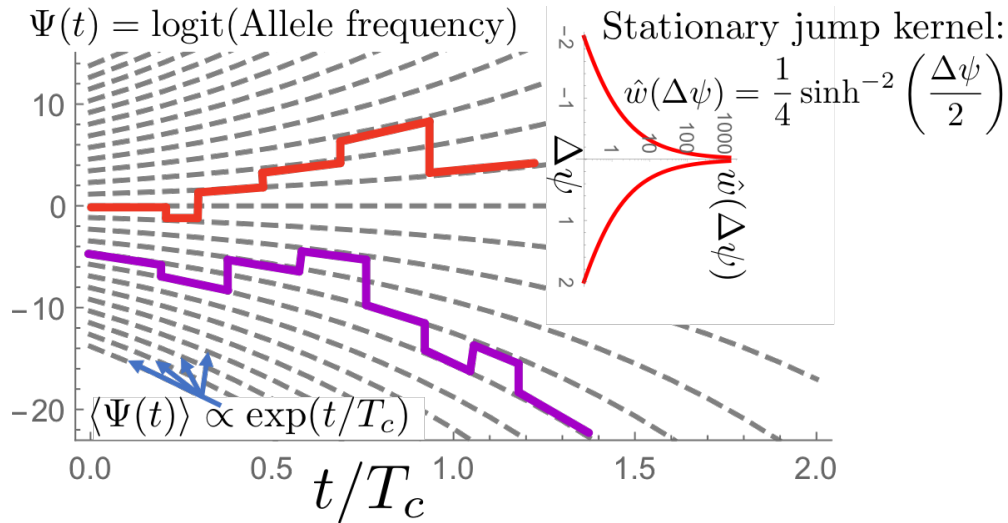 Ψ(t) = logit(Allele frequency)
Stationary jump kernel:
ŵ(Δψ) = 1/4 sinh⁻² (Δψ/2)
-2
-1
1
2
Δψ
1
10
100
1000
ŵ(Δψ)
10
0
−10
−20
⟨Ψ(t)⟩ ∝ exp(t/T_c)
0.0
0.5
1.0
1.5
2.0
t/T_c